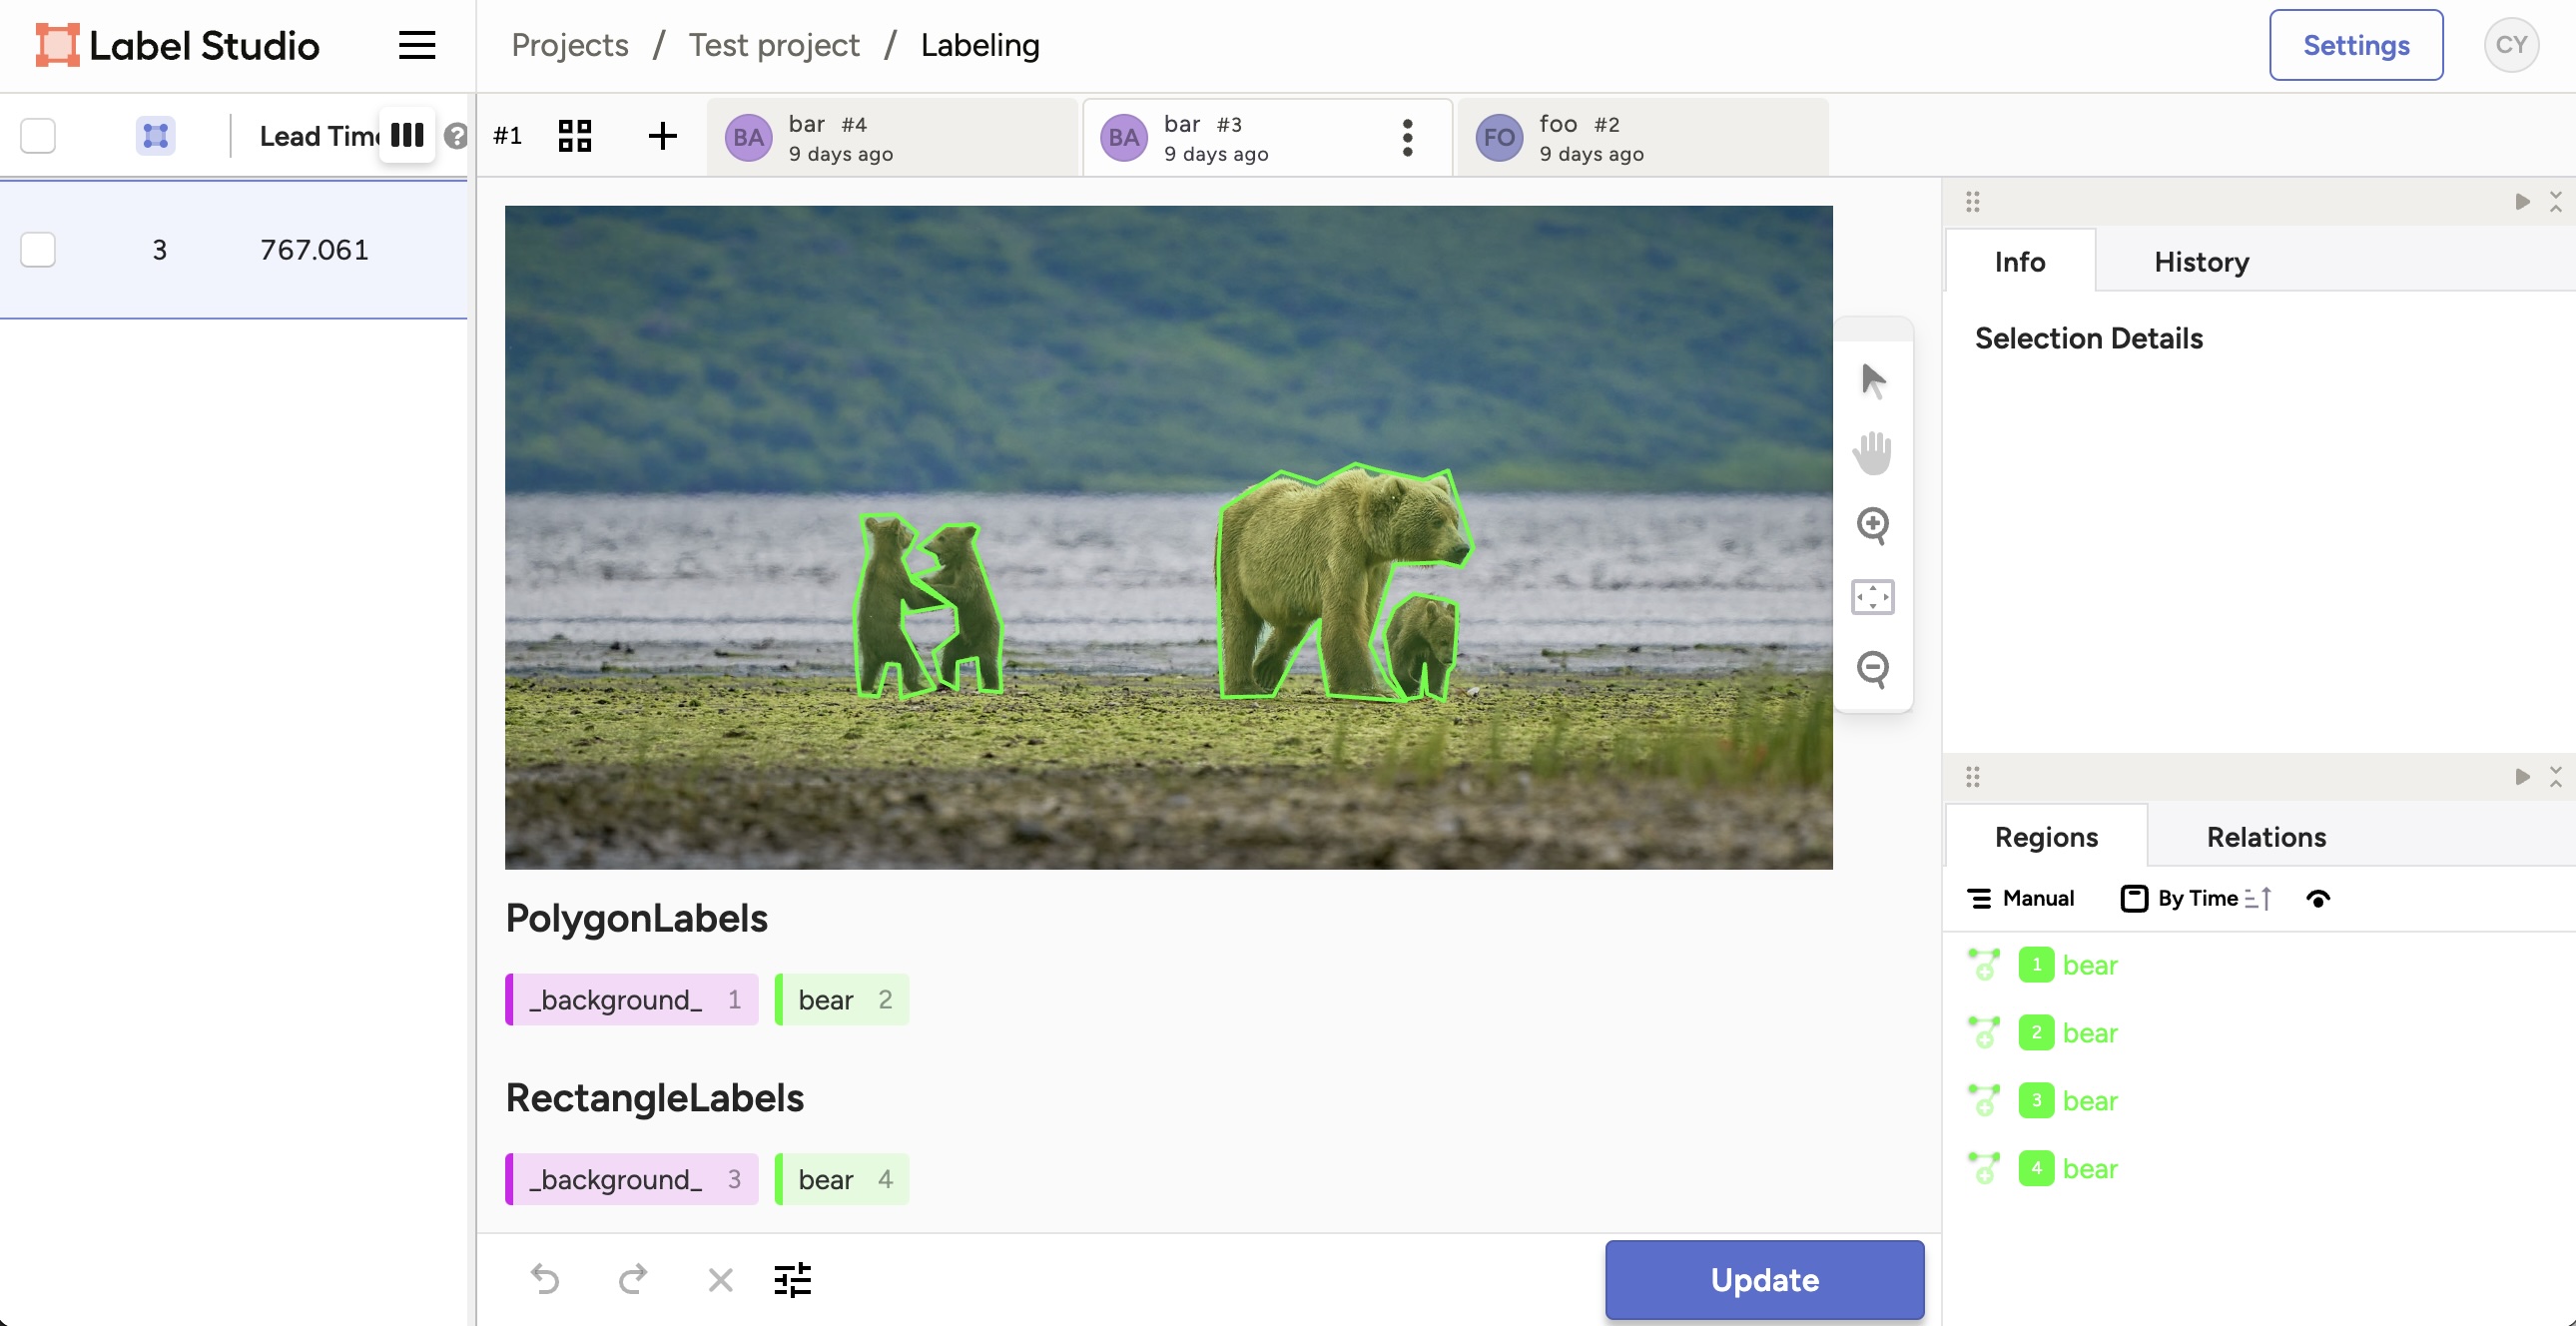 Label Studio
Projects / Test project / Labeling
Settings
CY
Lead Time
#1
BA bar #4
9 days ago
BA bar #3
9 days ago
FO foo #2
9 days ago
3 767.061
Info History
Selection Details
Regions Relations
Manual By Time
1 bear
2 bear
3 bear
4 bear
PolygonLabels
_background_ 1 bear 2
RectangleLabels
_background_ 3 bear 4
Update